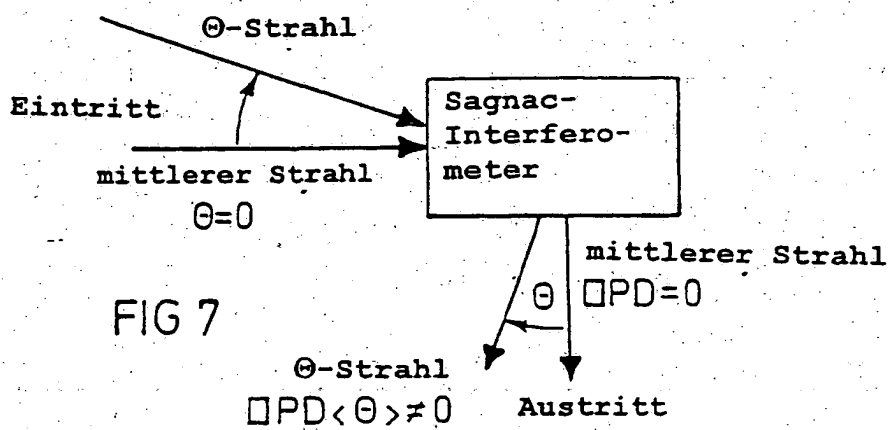 Θ-Strahl
Eintritt
mittlerer Strahl
Θ=0
Sagnac-
Interfero-
meter
mittlerer Strahl
Θ
OPD=0
FIG 7
Θ-Strahl
OPD<Θ>≠0
Austritt